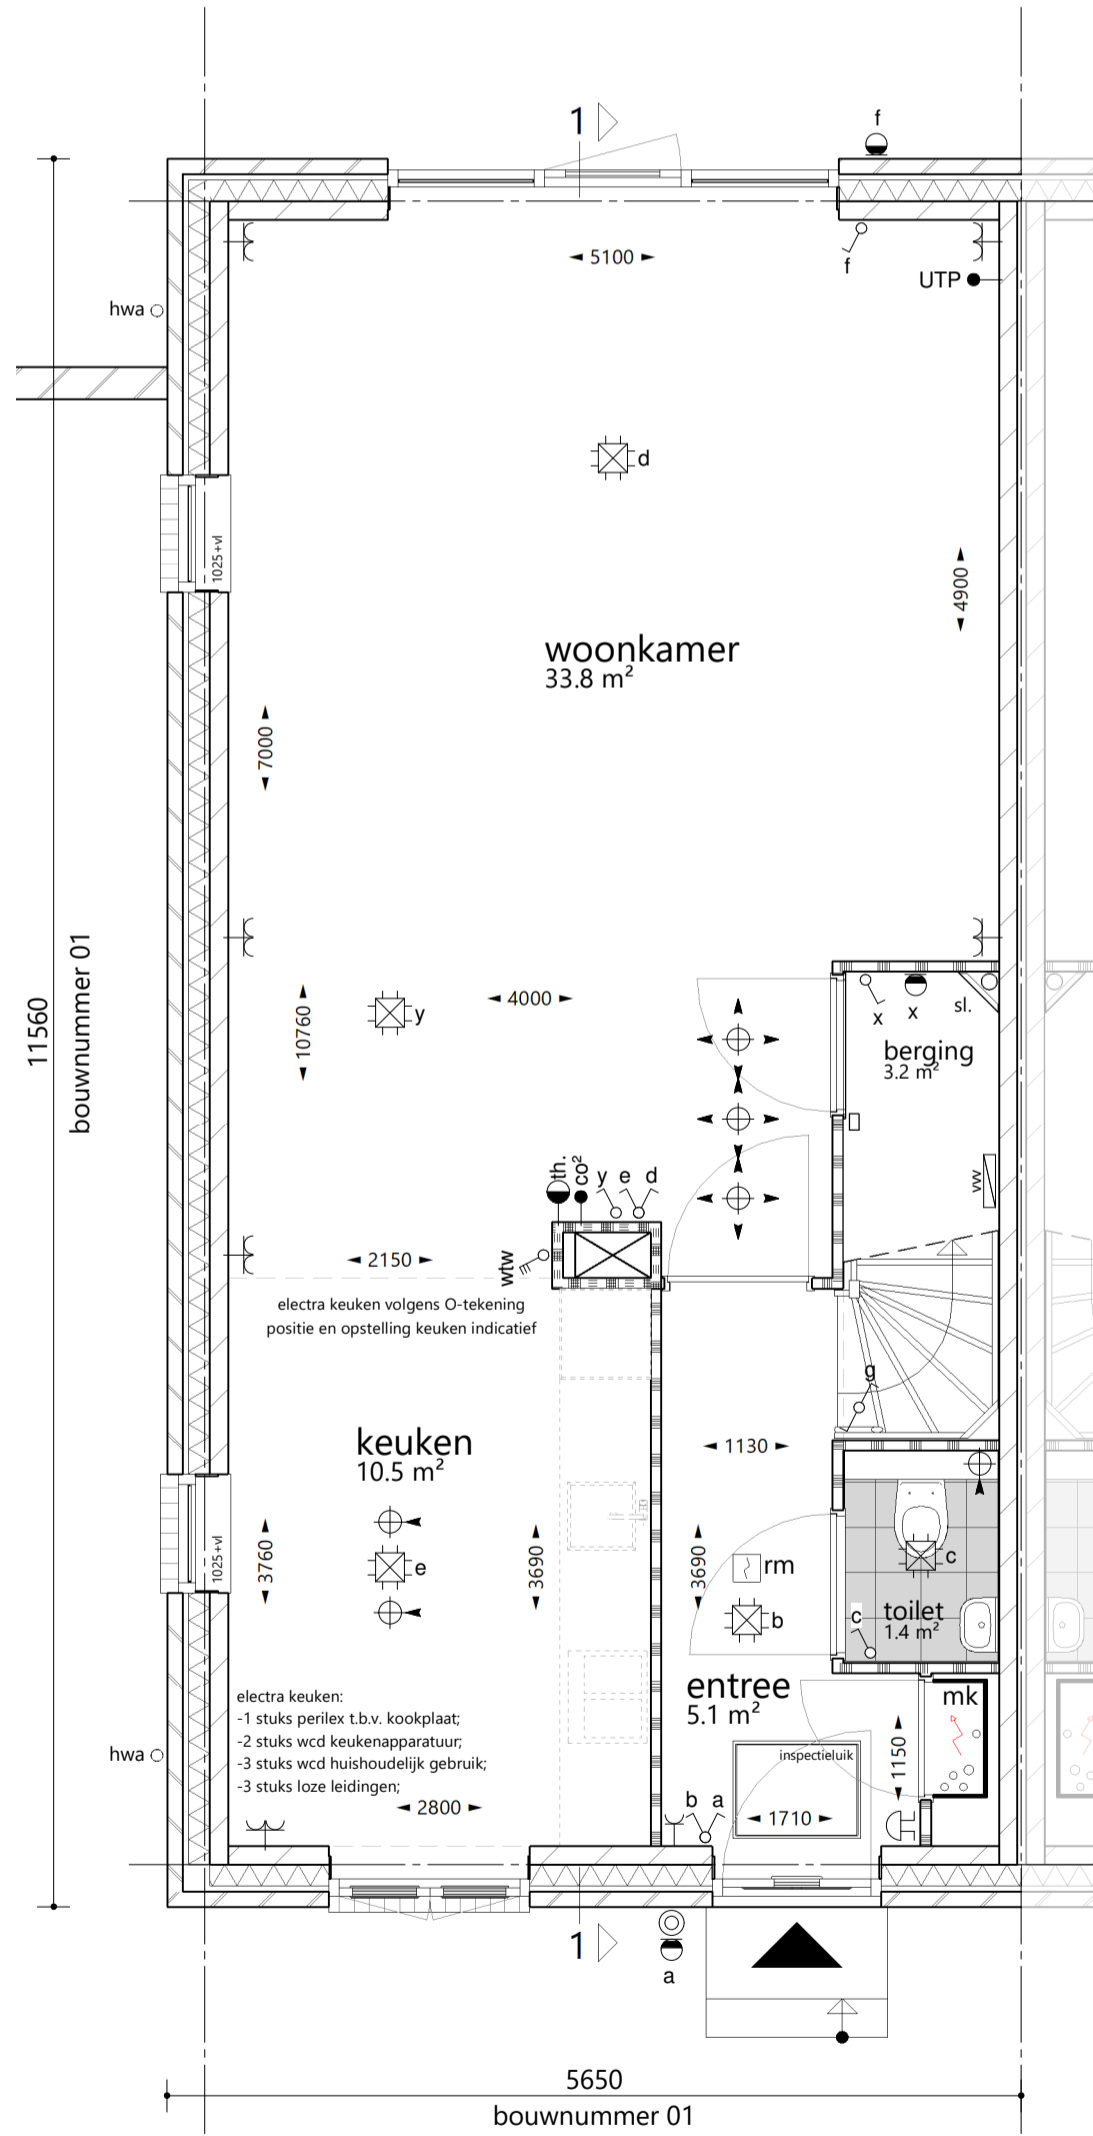 1
f
5100
f
UTP
hwa
d
1025+vl
4900
woonkamer
33.8 m²
7000
11560
bouwnummer 01
4000
10760
y
x
x
sl.
berging
3.2 m²
th.
co²
y e d
vw
wtw
2150
electra keuken volgens O-tekening
positie en opstelling keuken indicatief
g
keuken
10.5 m²
1130
1025+vl
3760
e
3690
3690
rm
b
c
c
toilet
1.4 m²
entree
5.1 m²
mk
electra keuken:
-1 stuks perilex t.b.v. kookplaat;
-2 stuks wcd keukenapparatuur;
-3 stuks wcd huishoudelijk gebruik;
-3 stuks loze leidingen;
hwa
inspectieluik
1150
2800
b a
1710
1
a
5650
bouwnummer 01